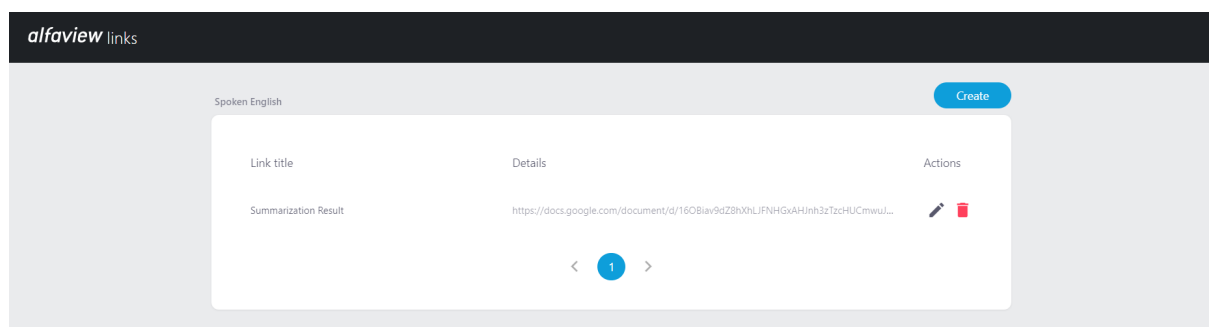 alfaview links
Spoken English
Create
Link title Details Actions
Summarization Result https://docs.google.com/document/d/16OBiav9dZ8hXhLJFNHGxAHJnh3zTzcHUCmwuJ...
1